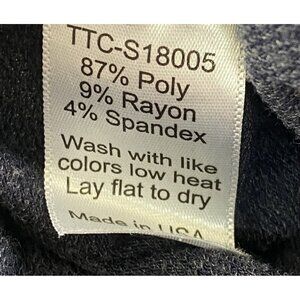 TTC-S18005
87% Poly
9% Rayon
4% Spandex
Wash with like
colors low heat
Lay flat to dry
Made in USA